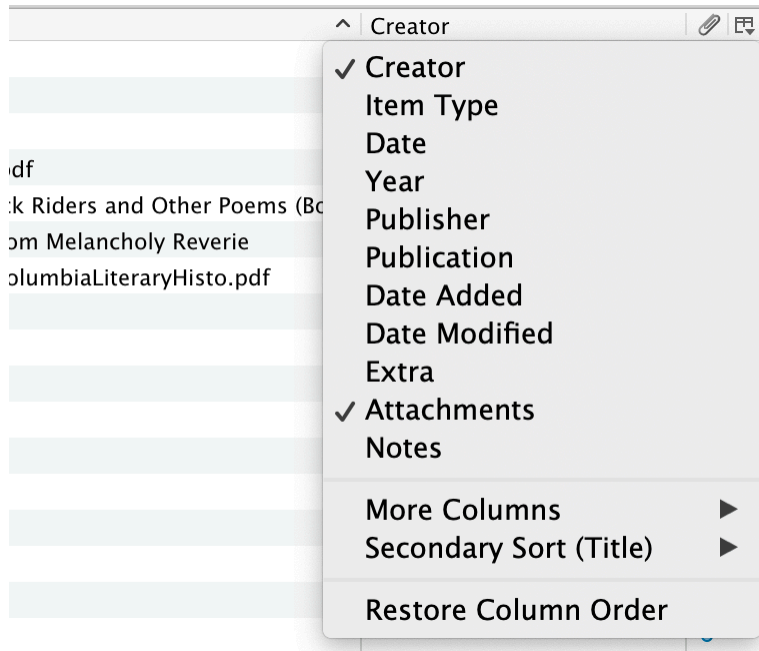 Creator
Creator
Item Type
Date
Year
Publisher
Publication
Date Added
Date Modified
Extra
Attachments
Notes
More Columns
Secondary Sort (Title)
Restore Column Order
df
k Riders and Other Poems (Bo
om Melancholy Reverie
olumbiaLiteraryHisto.pdf